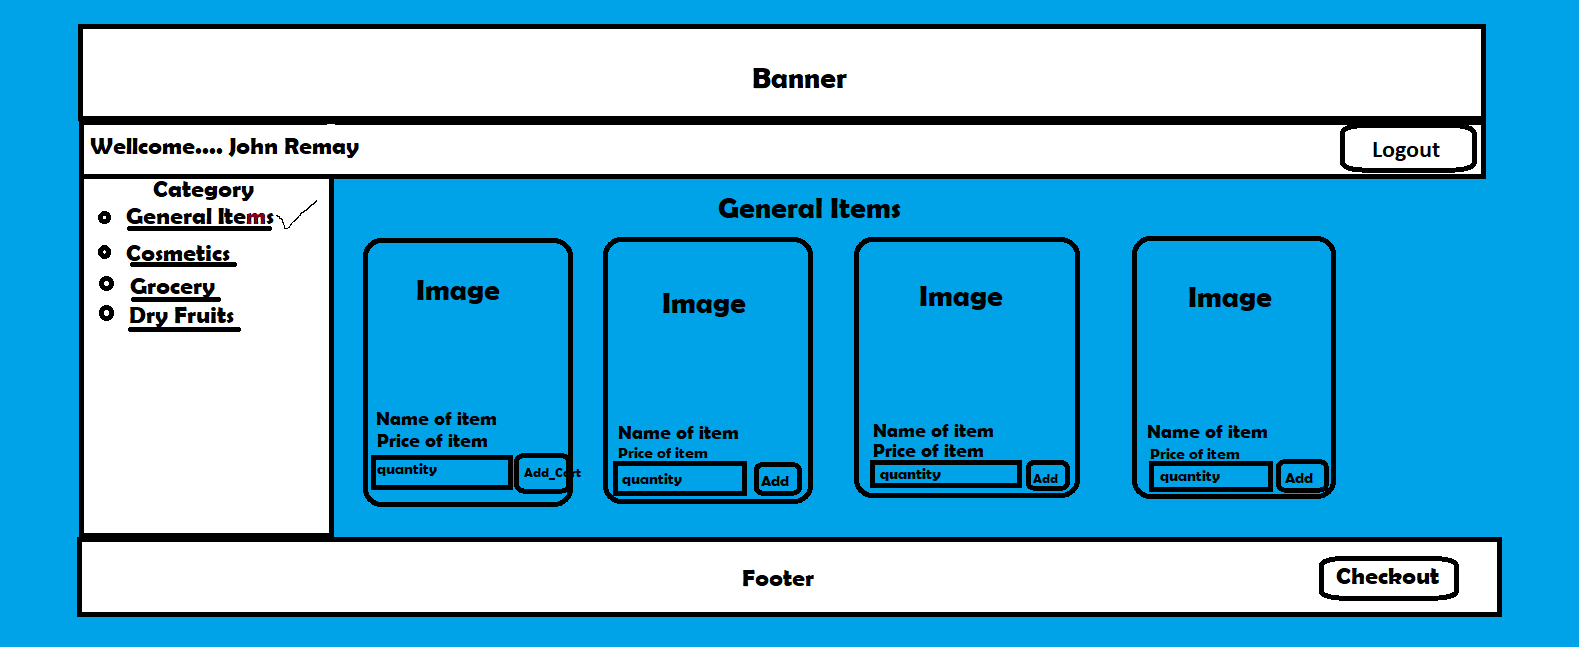 Banner
Wellcome.... John Remay
Logout
Category
General Items
Cosmetics
Grocery
Dry Fruits
General Items
Image
Name of item
Price of item
quantity
Add_Cart
Image
Name of item
Price of item
quantity
Add
Image
Name of item
Price of item
quantity
Add
Image
Name of item
Price of item
quantity
Add
Footer
Checkout